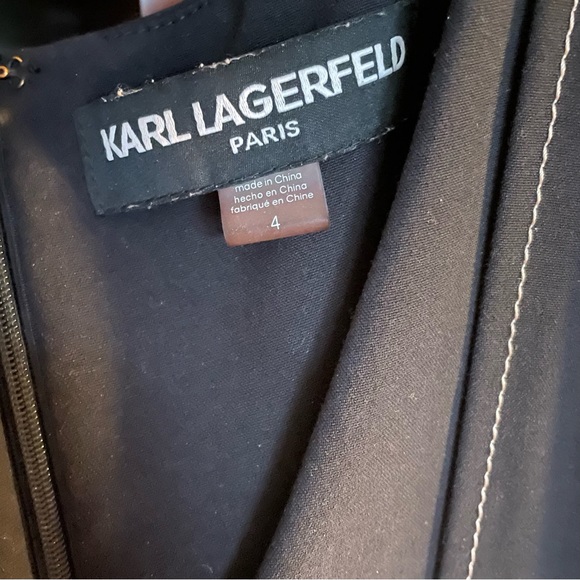 KARL LAGERFELD
PARIS
made in China
hecho en China
fabriqué en Chine
4